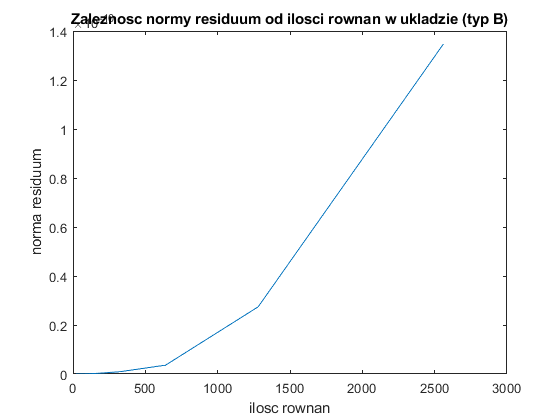 Zaleznosc normy residuum od ilosci rownan w ukladzie (typ B)
1.4
1.2
1
0.8
0.6
0.4
0.2
0
norma residuum
0 500 1000 1500 2000 2500 3000
ilosc rownan